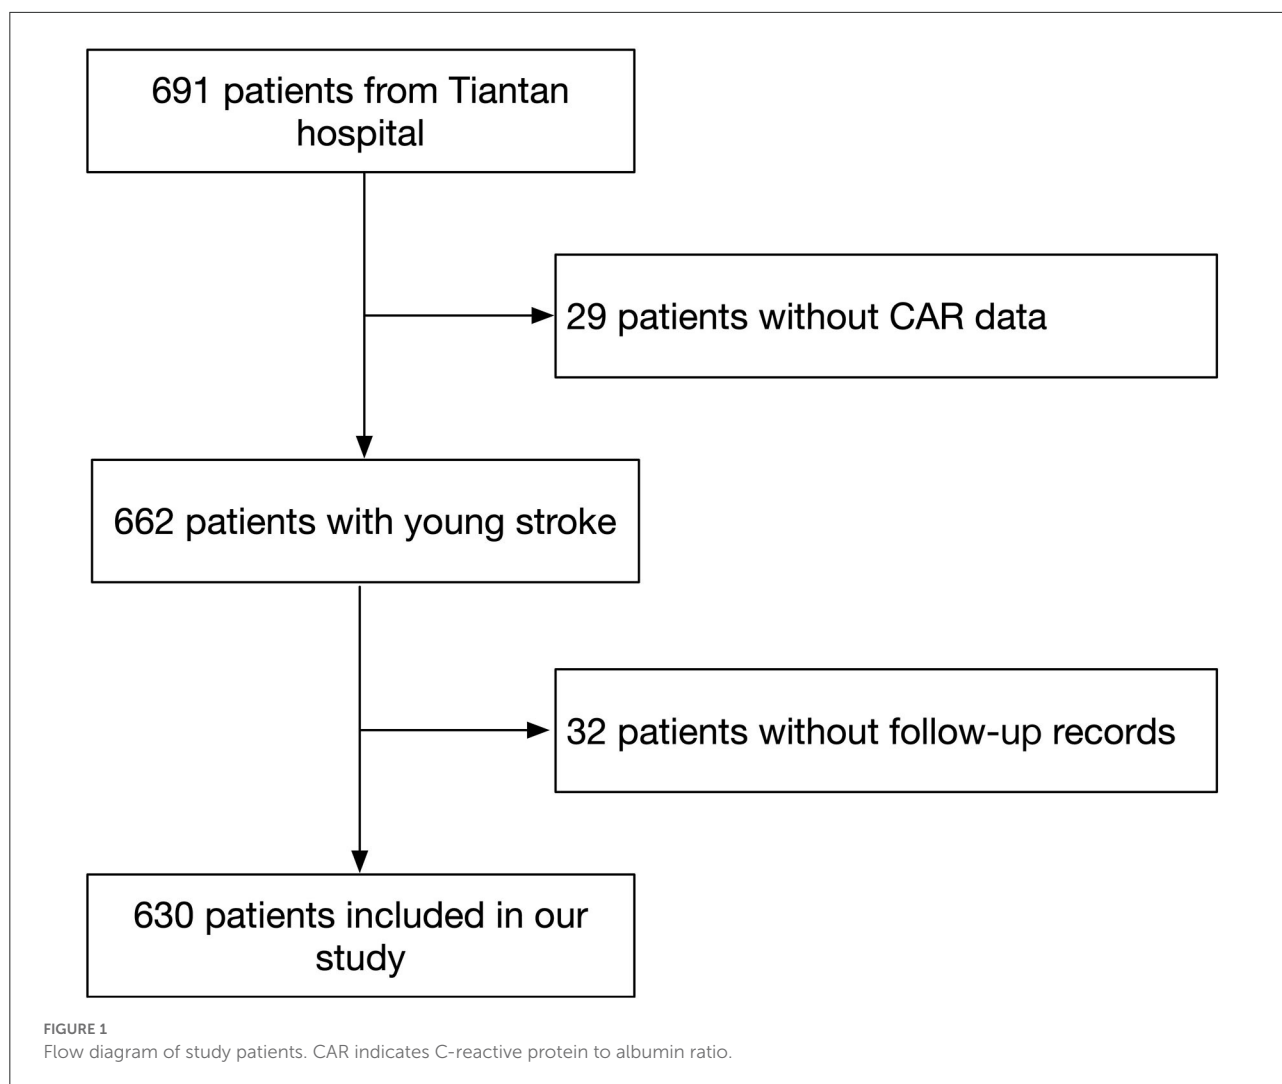 691 patients from Tiantan
hospital
29 patients without CAR data
662 patients with young stroke
32 patients without follow-up records
630 patients included in our
study
FIGURE 1
Flow diagram of study patients. CAR indicates C-reactive protein to albumin ratio.